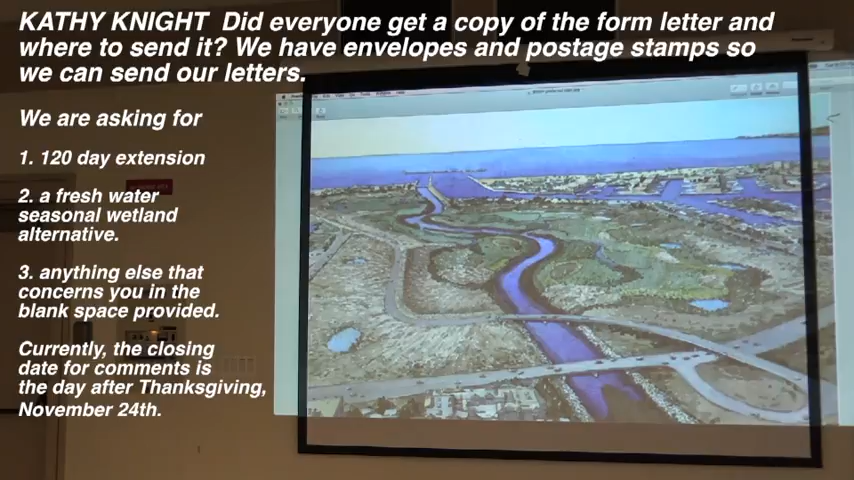 KATHY KNIGHT Did everyone get a copy of the form letter and
where to send it? We have envelopes and postage stamps so
we can send our letters.
We are asking for
1. 120 day extension
2. a fresh water
seasonal wetland
alternative.
3. anything else that
concerns you in the
blank space provided.
Currently, the closing
date for comments is
the day after Thanksgiving,
November 24th.